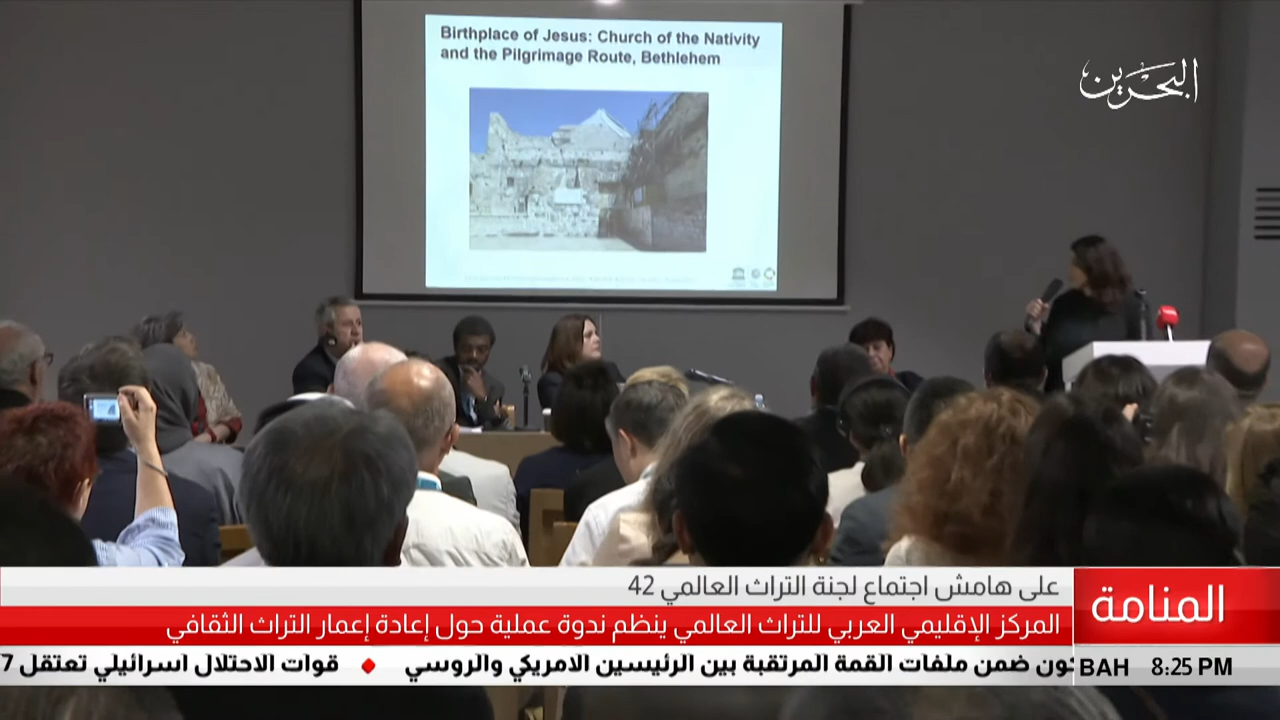 Birthplace of Jesus: Church of the Nativity
and the Pilgrimage Route, Bethlehem
البحرين
على هامش اجتماع لجنة التراث العالمي 42
المنامة
المركز الإقليمي العربي للتراث العالمي ينظم ندوة عملية حول إعادة إعمار التراث الثقافي
ضمن ملفات القمة المرتقبة بين الرئيسين الامريكي والروسي ♦ قوات الاحتلال اسرائيلي تعتقل 7
BAH 8:25 PM